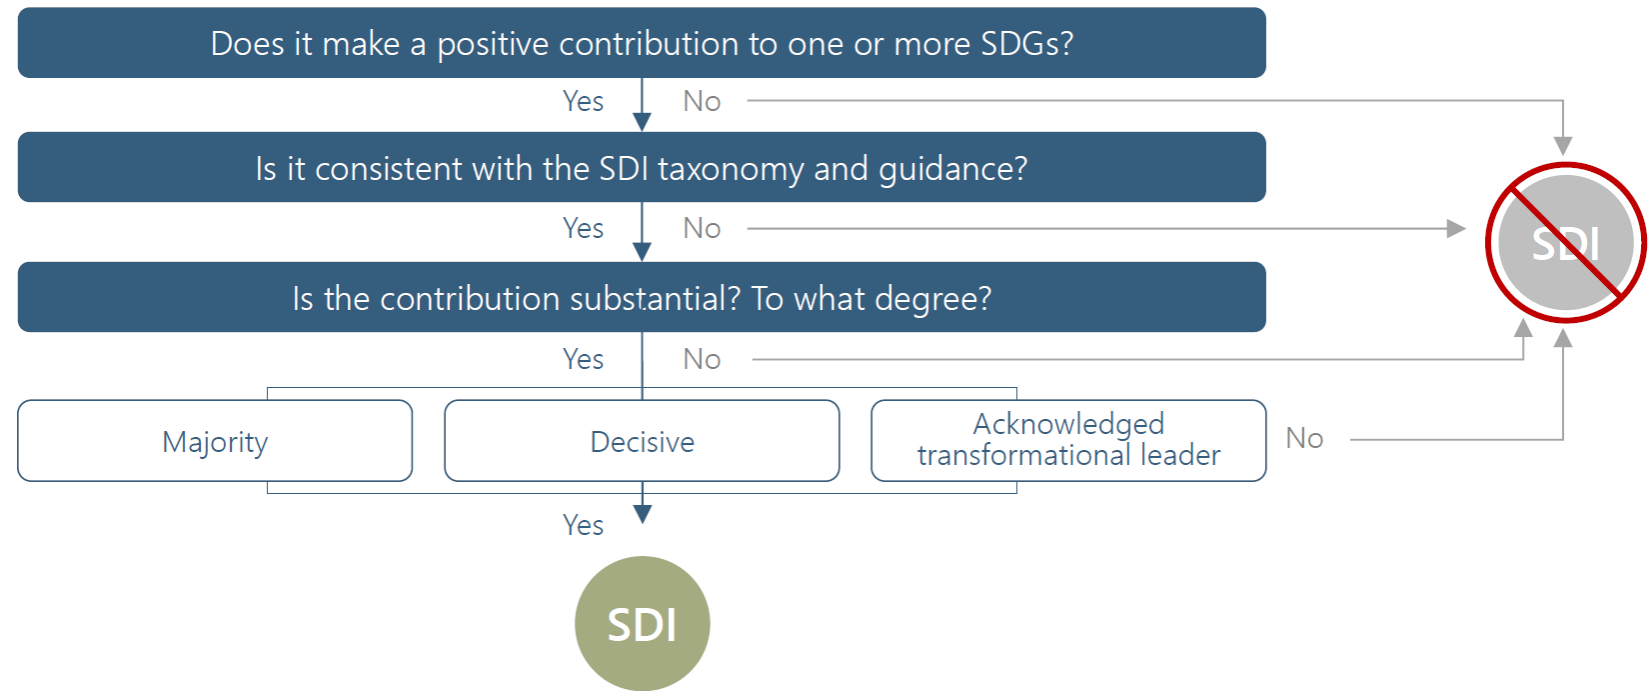 Does it make a positive contribution to one or more SDGs?
Yes No
Is it consistent with the SDI taxonomy and guidance?
Yes No
SDI
Is the contribution substantial? To what degree?
Yes No
Majority
Decisive
Acknowledged
transformational leader
No
Yes
SDI